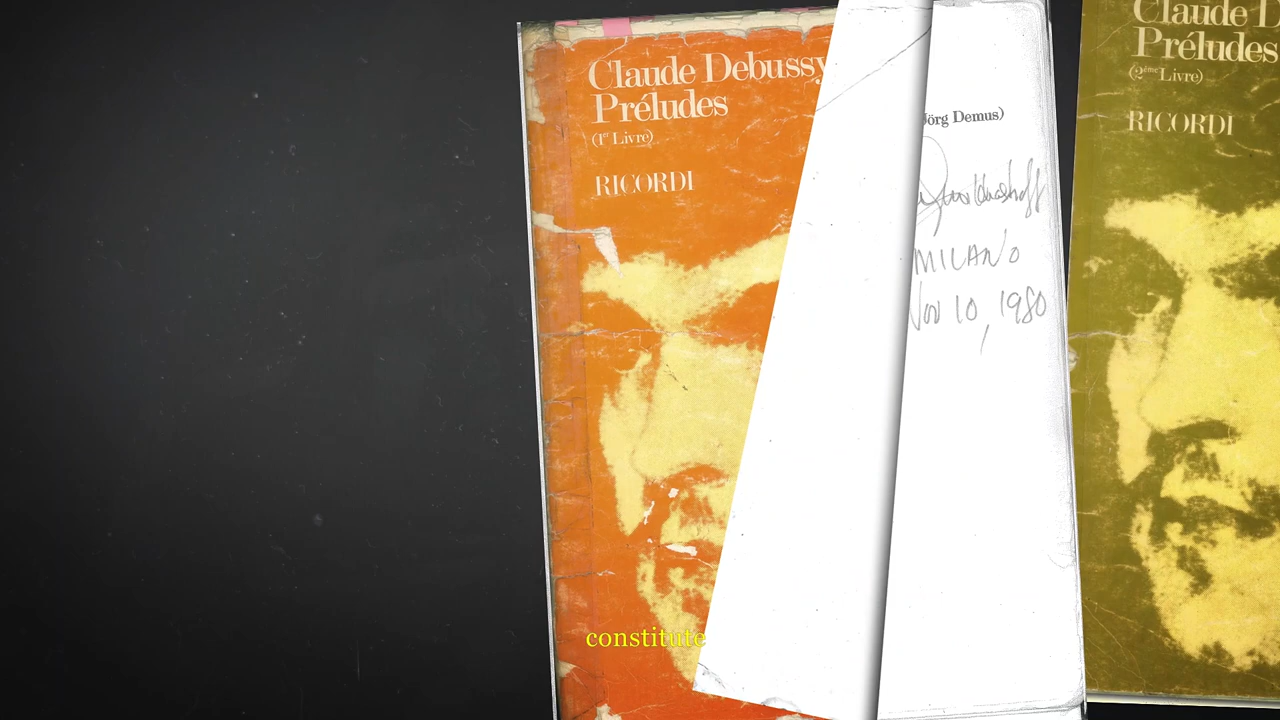 Claude Debussy
Préludes
(1er Livre)
RICORDI
Jörg Demus)
MILANO
Nov 10, 1980
Claude D
Préludes
(2ème Livre)
RICORDI
constitute